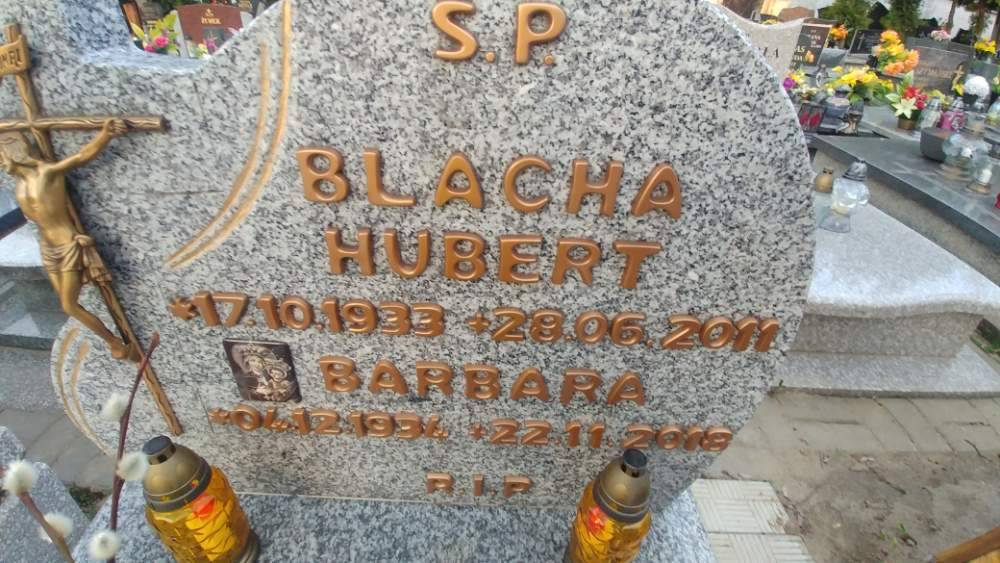 S.P.
BLACHA
HUBERT
*17.10.1933 +28.06.2011
BARBARA
*04.12.1934 +22.11.2018
R.I.P.